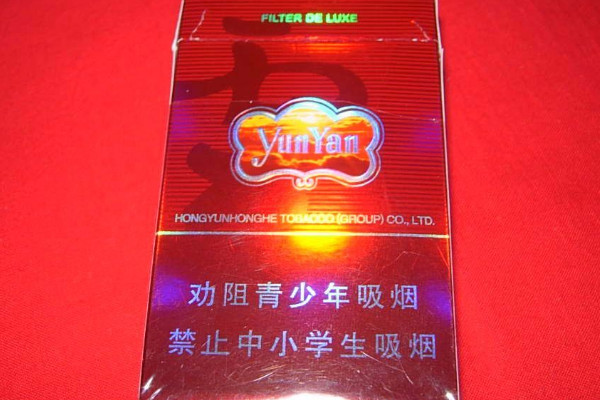 FILTER DE LUXE
YunYan
HONGYUNHONGHE TOBACCO (GROUP) CO., LTD.
劝阻青少年吸烟
禁止中小学生吸烟